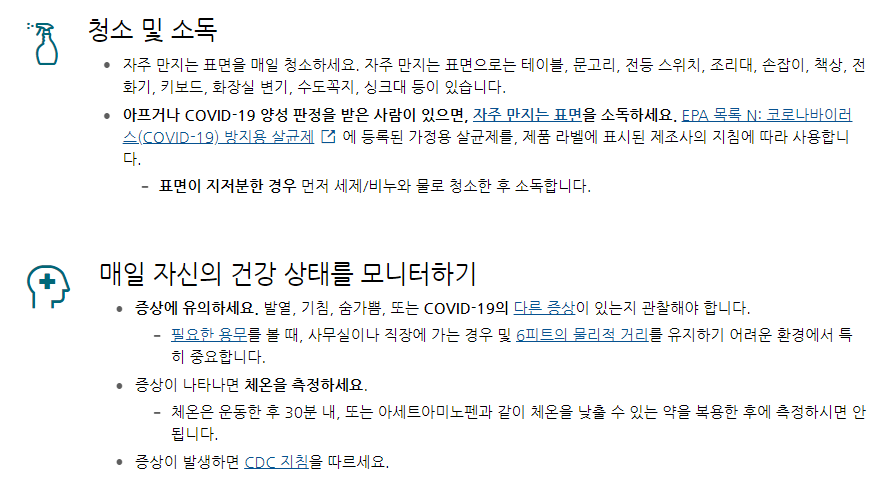 청소 및 소독
• 자주 만지는 표면을 매일 청소하세요. 자주 만지는 표면으로는 테이블, 문고리, 전등 스위치, 조리대, 손잡이, 책상, 전
화기, 키보드, 화장실 변기, 수도꼭지, 싱크대 등이 있습니다.
• 아프거나 COVID-19 양성 판정을 받은 사람이 있으면, 자주 만지는 표면을 소독하세요. EPA 목록 N: 코로나바이러
스(COVID-19) 방지용 살균제 에 등록된 가정용 살균제를, 제품 라벨에 표시된 제조사의 지침에 따라 사용합니
다.
– 표면이 지저분한 경우 먼저 세제/비누와 물로 청소한 후 소독합니다.
매일 자신의 건강 상태를 모니터하기
• 증상에 유의하세요. 발열, 기침, 숨가쁨, 또는 COVID-19의 다른 증상이 있는지 관찰해야 합니다.
– 필요한 용무를 볼 때, 사무실이나 직장에 가는 경우 및 6피트의 물리적 거리를 유지하기 어려운 환경에서 특
히 중요합니다.
• 증상이 나타나면 체온을 측정하세요.
– 체온은 운동한 후 30분 내, 또는 아세트아미노펜과 같이 체온을 낮출 수 있는 약을 복용한 후에 측정하시면 안
됩니다.
• 증상이 발생하면 CDC 지침을 따르세요.